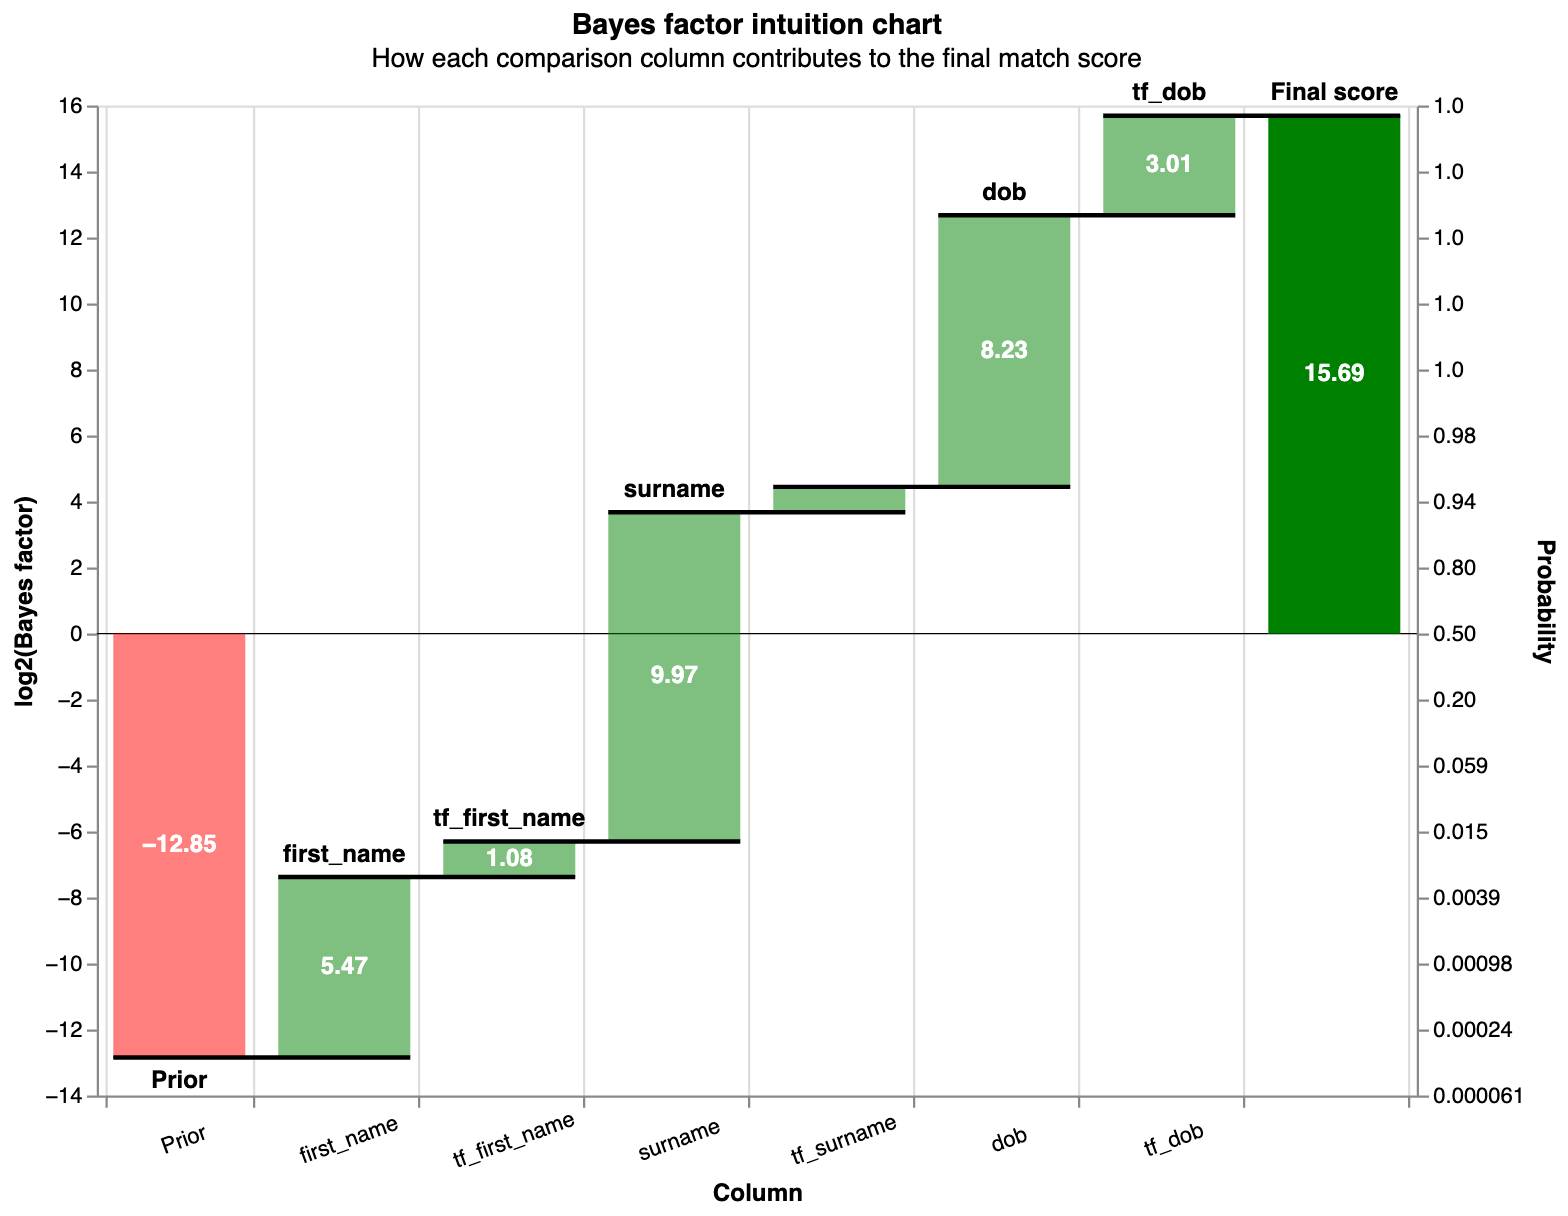 Bayes factor intuition chart
How each comparison column contributes to the final match score
tf_dob
Final score
16
14
12
10
8
6
4
2
0
−2
−4
−6
−8
−10
−12
−14
log2(Bayes factor)
1.0
1.0
1.0
1.0
1.0
0.98
0.94
0.80
0.50
0.20
0.059
0.015
0.0039
0.00098
0.00024
0.000061
Probability
3.01
dob
8.23
15.69
surname
9.97
tf_first_name
1.08
−12.85
first_name
5.47
Prior
Prior
first_name
tf_first_name
surname
tf_surname
dob
tf_dob
Column